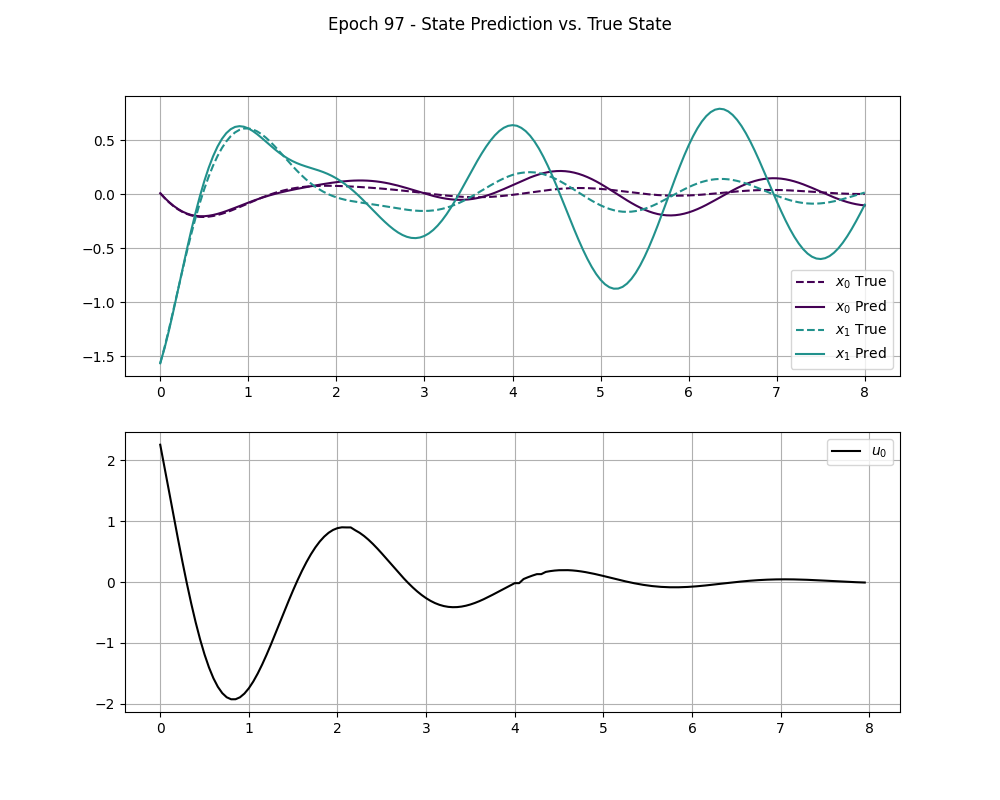 Epoch 97 - State Prediction vs. True State
0.5
0.0
−0.5
−1.0
−1.5
x₀ True
x₀ Pred
x₁ True
x₁ Pred
0 1 2 3 4 5 6 7 8
2
1
0
−1
−2
u₀
0 1 2 3 4 5 6 7 8